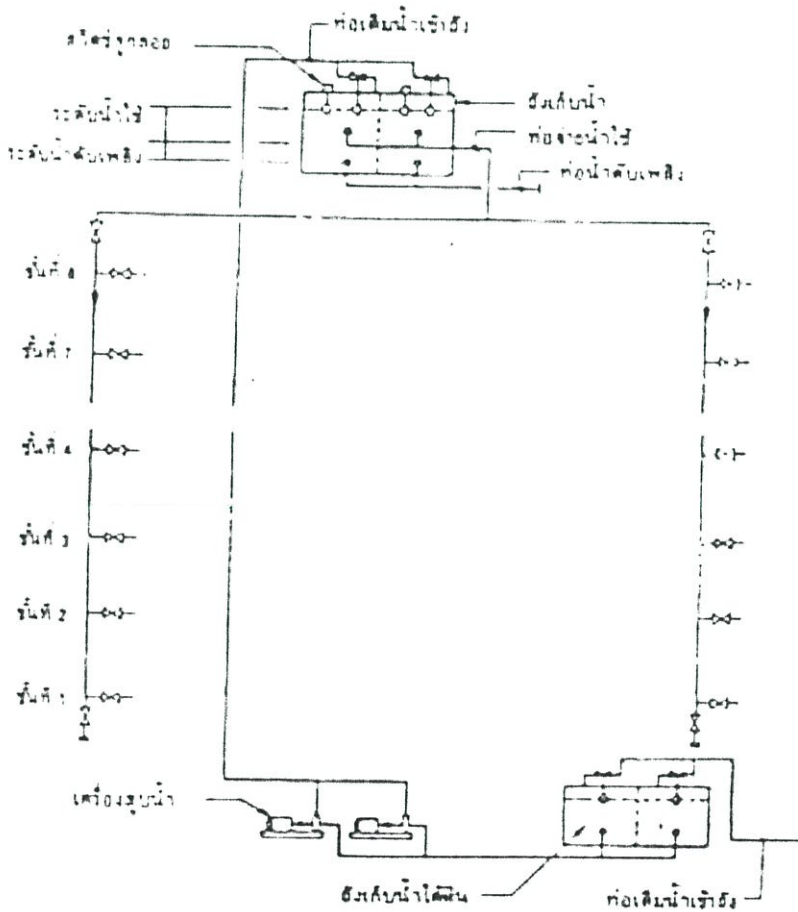 ท่อเติมน้ำเข้าถัง
สวิตช์ลูกลอย
ระดับน้ำใช้
ถังเก็บน้ำ
ท่อจ่ายน้ำใช้
ระดับน้ำดับเพลิง
ท่อน้ำดับเพลิง
ชั้นที่ 8
ชั้นที่ 7
ชั้นที่ 4
ชั้นที่ 3
ชั้นที่ 2
ชั้นที่ 1
เครื่องสูบน้ำ
ถังเก็บน้ำใต้ดิน
ท่อเติมน้ำเข้าถัง